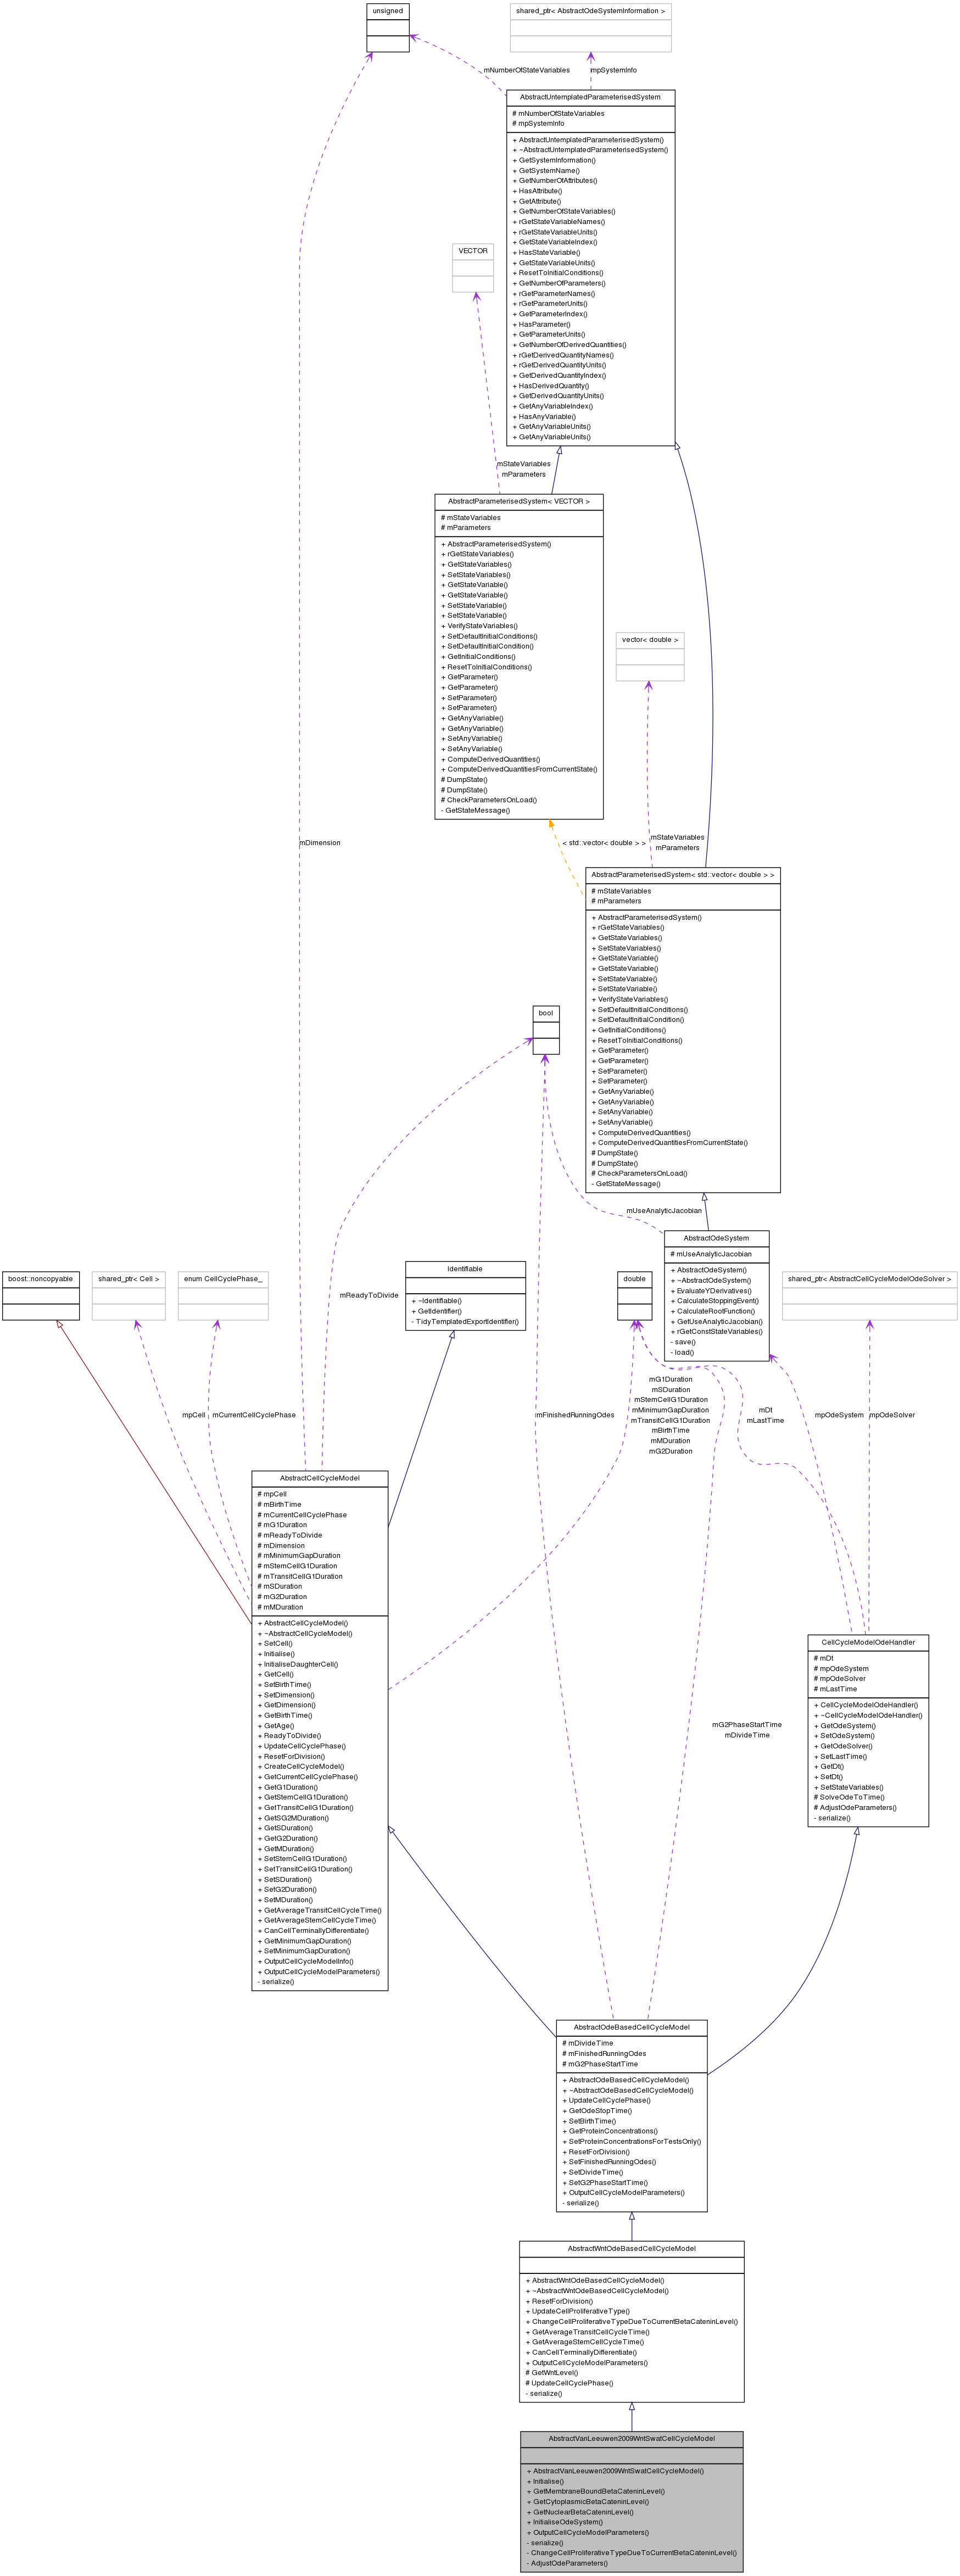 unsigned
shared_ptr< AbstractOdeSystemInformation >
mNumberOfStateVariables
mpSystemInfo
AbstractUntemplatedParameterisedSystem
# mNumberOfStateVariables
# mpSystemInfo
+ AbstractUntemplatedParameterisedSystem()
+ ~AbstractUntemplatedParameterisedSystem()
+ GetSystemInformation()
+ GetSystemName()
+ GetNumberOfAttributes()
+ HasAttribute()
+ GetAttribute()
+ GetNumberOfStateVariables()
+ rGetStateVariableNames()
+ rGetStateVariableUnits()
+ GetStateVariableIndex()
+ HasStateVariable()
+ GetStateVariableUnits()
+ ResetToInitialConditions()
+ GetNumberOfParameters()
+ rGetParameterNames()
+ rGetParameterUnits()
+ GetParameterIndex()
+ HasParameter()
+ GetParameterUnits()
+ GetNumberOfDerivedQuantities()
+ rGetDerivedQuantityNames()
+ rGetDerivedQuantityUnits()
+ GetDerivedQuantityIndex()
+ HasDerivedQuantity()
+ GetDerivedQuantityUnits()
+ GetAnyVariableIndex()
+ HasAnyVariable()
+ GetAnyVariableUnits()
+ GetAnyVariableUnits()
VECTOR
mStateVariables
mParameters
AbstractParameterisedSystem< VECTOR >
# mStateVariables
# mParameters
+ AbstractParameterisedSystem()
+ rGetStateVariables()
+ GetStateVariables()
+ SetStateVariables()
+ GetStateVariable()
+ GetStateVariable()
+ SetStateVariable()
+ SetStateVariable()
+ VerifyStateVariables()
+ SetDefaultInitialConditions()
+ SetDefaultInitialCondition()
+ GetInitialConditions()
+ ResetToInitialConditions()
+ GetParameter()
+ GetParameter()
+ SetParameter()
+ SetParameter()
+ GetAnyVariable()
+ GetAnyVariable()
+ SetAnyVariable()
+ SetAnyVariable()
+ ComputeDerivedQuantities()
+ ComputeDerivedQuantitiesFromCurrentState()
# DumpState()
# DumpState()
# CheckParametersOnLoad()
- GetStateMessage()
vector< double >
mDimension
< std::vector< double > >
mStateVariables
mParameters
AbstractParameterisedSystem< std::vector< double > >
# mStateVariables
# mParameters
+ AbstractParameterisedSystem()
+ rGetStateVariables()
+ GetStateVariables()
+ SetStateVariables()
+ GetStateVariable()
+ GetStateVariable()
+ SetStateVariable()
+ SetStateVariable()
+ VerifyStateVariables()
+ SetDefaultInitialConditions()
+ SetDefaultInitialCondition()
+ GetInitialConditions()
+ ResetToInitialConditions()
+ GetParameter()
+ GetParameter()
+ SetParameter()
+ SetParameter()
+ GetAnyVariable()
+ GetAnyVariable()
+ SetAnyVariable()
+ SetAnyVariable()
+ ComputeDerivedQuantities()
+ ComputeDerivedQuantitiesFromCurrentState()
# DumpState()
# DumpState()
# CheckParametersOnLoad()
- GetStateMessage()
bool
mUseAnalyticJacobian
AbstractOdeSystem
# mUseAnalyticJacobian
+ AbstractOdeSystem()
+ ~AbstractOdeSystem()
+ EvaluateYDerivatives()
+ CalculateStoppingEvent()
+ CalculateRootFunction()
+ GetUseAnalyticJacobian()
+ rGetConstStateVariables()
- save()
- load()
boost::noncopyable
shared_ptr< Cell >
enum CellCyclePhase_
mReadyToDivide
Identifiable
+ ~Identifiable()
+ GetIdentifier()
- TidyTemplatedExportIdentifier()
double
shared_ptr< AbstractCellCycleModelOdeSolver >
mpCell
mCurrentCellCyclePhase
mFinishedRunningOdes
mG1Duration
mSDuration
mStemCellG1Duration
mMinimumGapDuration
mTransitCellG1Duration
mBirthTime
mMDuration
mG2Duration
mDt
mLastTime
mpOdeSystem
mpOdeSolver
AbstractCellCycleModel
# mpCell
# mBirthTime
# mCurrentCellCyclePhase
# mG1Duration
# mReadyToDivide
# mDimension
# mMinimumGapDuration
# mStemCellG1Duration
# mTransitCellG1Duration
# mSDuration
# mG2Duration
# mMDuration
+ AbstractCellCycleModel()
+ ~AbstractCellCycleModel()
+ SetCell()
+ Initialise()
+ InitialiseDaughterCell()
+ GetCell()
+ SetBirthTime()
+ SetDimension()
+ GetDimension()
+ GetBirthTime()
+ GetAge()
+ ReadyToDivide()
+ UpdateCellCyclePhase()
+ ResetForDivision()
+ CreateCellCycleModel()
+ GetCurrentCellCyclePhase()
+ GetG1Duration()
+ GetStemCellG1Duration()
+ GetTransitCellG1Duration()
+ GetSG2MDuration()
+ GetSDuration()
+ GetG2Duration()
+ GetMDuration()
+ SetStemCellG1Duration()
+ SetTransitCellG1Duration()
+ SetSDuration()
+ SetG2Duration()
+ SetMDuration()
+ GetAverageTransitCellCycleTime()
+ GetAverageStemCellCycleTime()
+ CanCellTerminallyDifferentiate()
+ GetMinimumGapDuration()
+ SetMinimumGapDuration()
+ OutputCellCycleModelInfo()
+ OutputCellCycleModelParameters()
- serialize()
CellCycleModelOdeHandler
# mDt
# mpOdeSystem
# mpOdeSolver
# mLastTime
+ CellCycleModelOdeHandler()
+ ~CellCycleModelOdeHandler()
+ GetOdeSystem()
+ SetOdeSystem()
+ GetOdeSolver()
+ SetLastTime()
+ GetDt()
+ SetDt()
+ SetStateVariables()
# SolveOdeToTime()
# AdjustOdeParameters()
- serialize()
mG2PhaseStartTime
mDivideTime
AbstractOdeBasedCellCycleModel
# mDivideTime
# mFinishedRunningOdes
# mG2PhaseStartTime
+ AbstractOdeBasedCellCycleModel()
+ ~AbstractOdeBasedCellCycleModel()
+ UpdateCellCyclePhase()
+ GetOdeStopTime()
+ SetBirthTime()
+ GetProteinConcentrations()
+ SetProteinConcentrationsForTestsOnly()
+ ResetForDivision()
+ SetFinishedRunningOdes()
+ SetDivideTime()
+ SetG2PhaseStartTime()
+ OutputCellCycleModelParameters()
- serialize()
AbstractWntOdeBasedCellCycleModel
+ AbstractWntOdeBasedCellCycleModel()
+ ~AbstractWntOdeBasedCellCycleModel()
+ ResetForDivision()
+ UpdateCellProliferativeType()
+ ChangeCellProliferativeTypeDueToCurrentBetaCateninLevel()
+ GetAverageTransitCellCycleTime()
+ GetAverageStemCellCycleTime()
+ CanCellTerminallyDifferentiate()
+ OutputCellCycleModelParameters()
# GetWntLevel()
# UpdateCellCyclePhase()
- serialize()
AbstractVanLeeuwen2009WntSwatCellCycleModel
+ AbstractVanLeeuwen2009WntSwatCellCycleModel()
+ Initialise()
+ GetMembraneBoundBetaCateninLevel()
+ GetCytoplasmicBetaCateninLevel()
+ GetNuclearBetaCateninLevel()
+ InitialiseOdeSystem()
+ OutputCellCycleModelParameters()
- serialize()
- ChangeCellProliferativeTypeDueToCurrentBetaCateninLevel()
- AdjustOdeParameters()